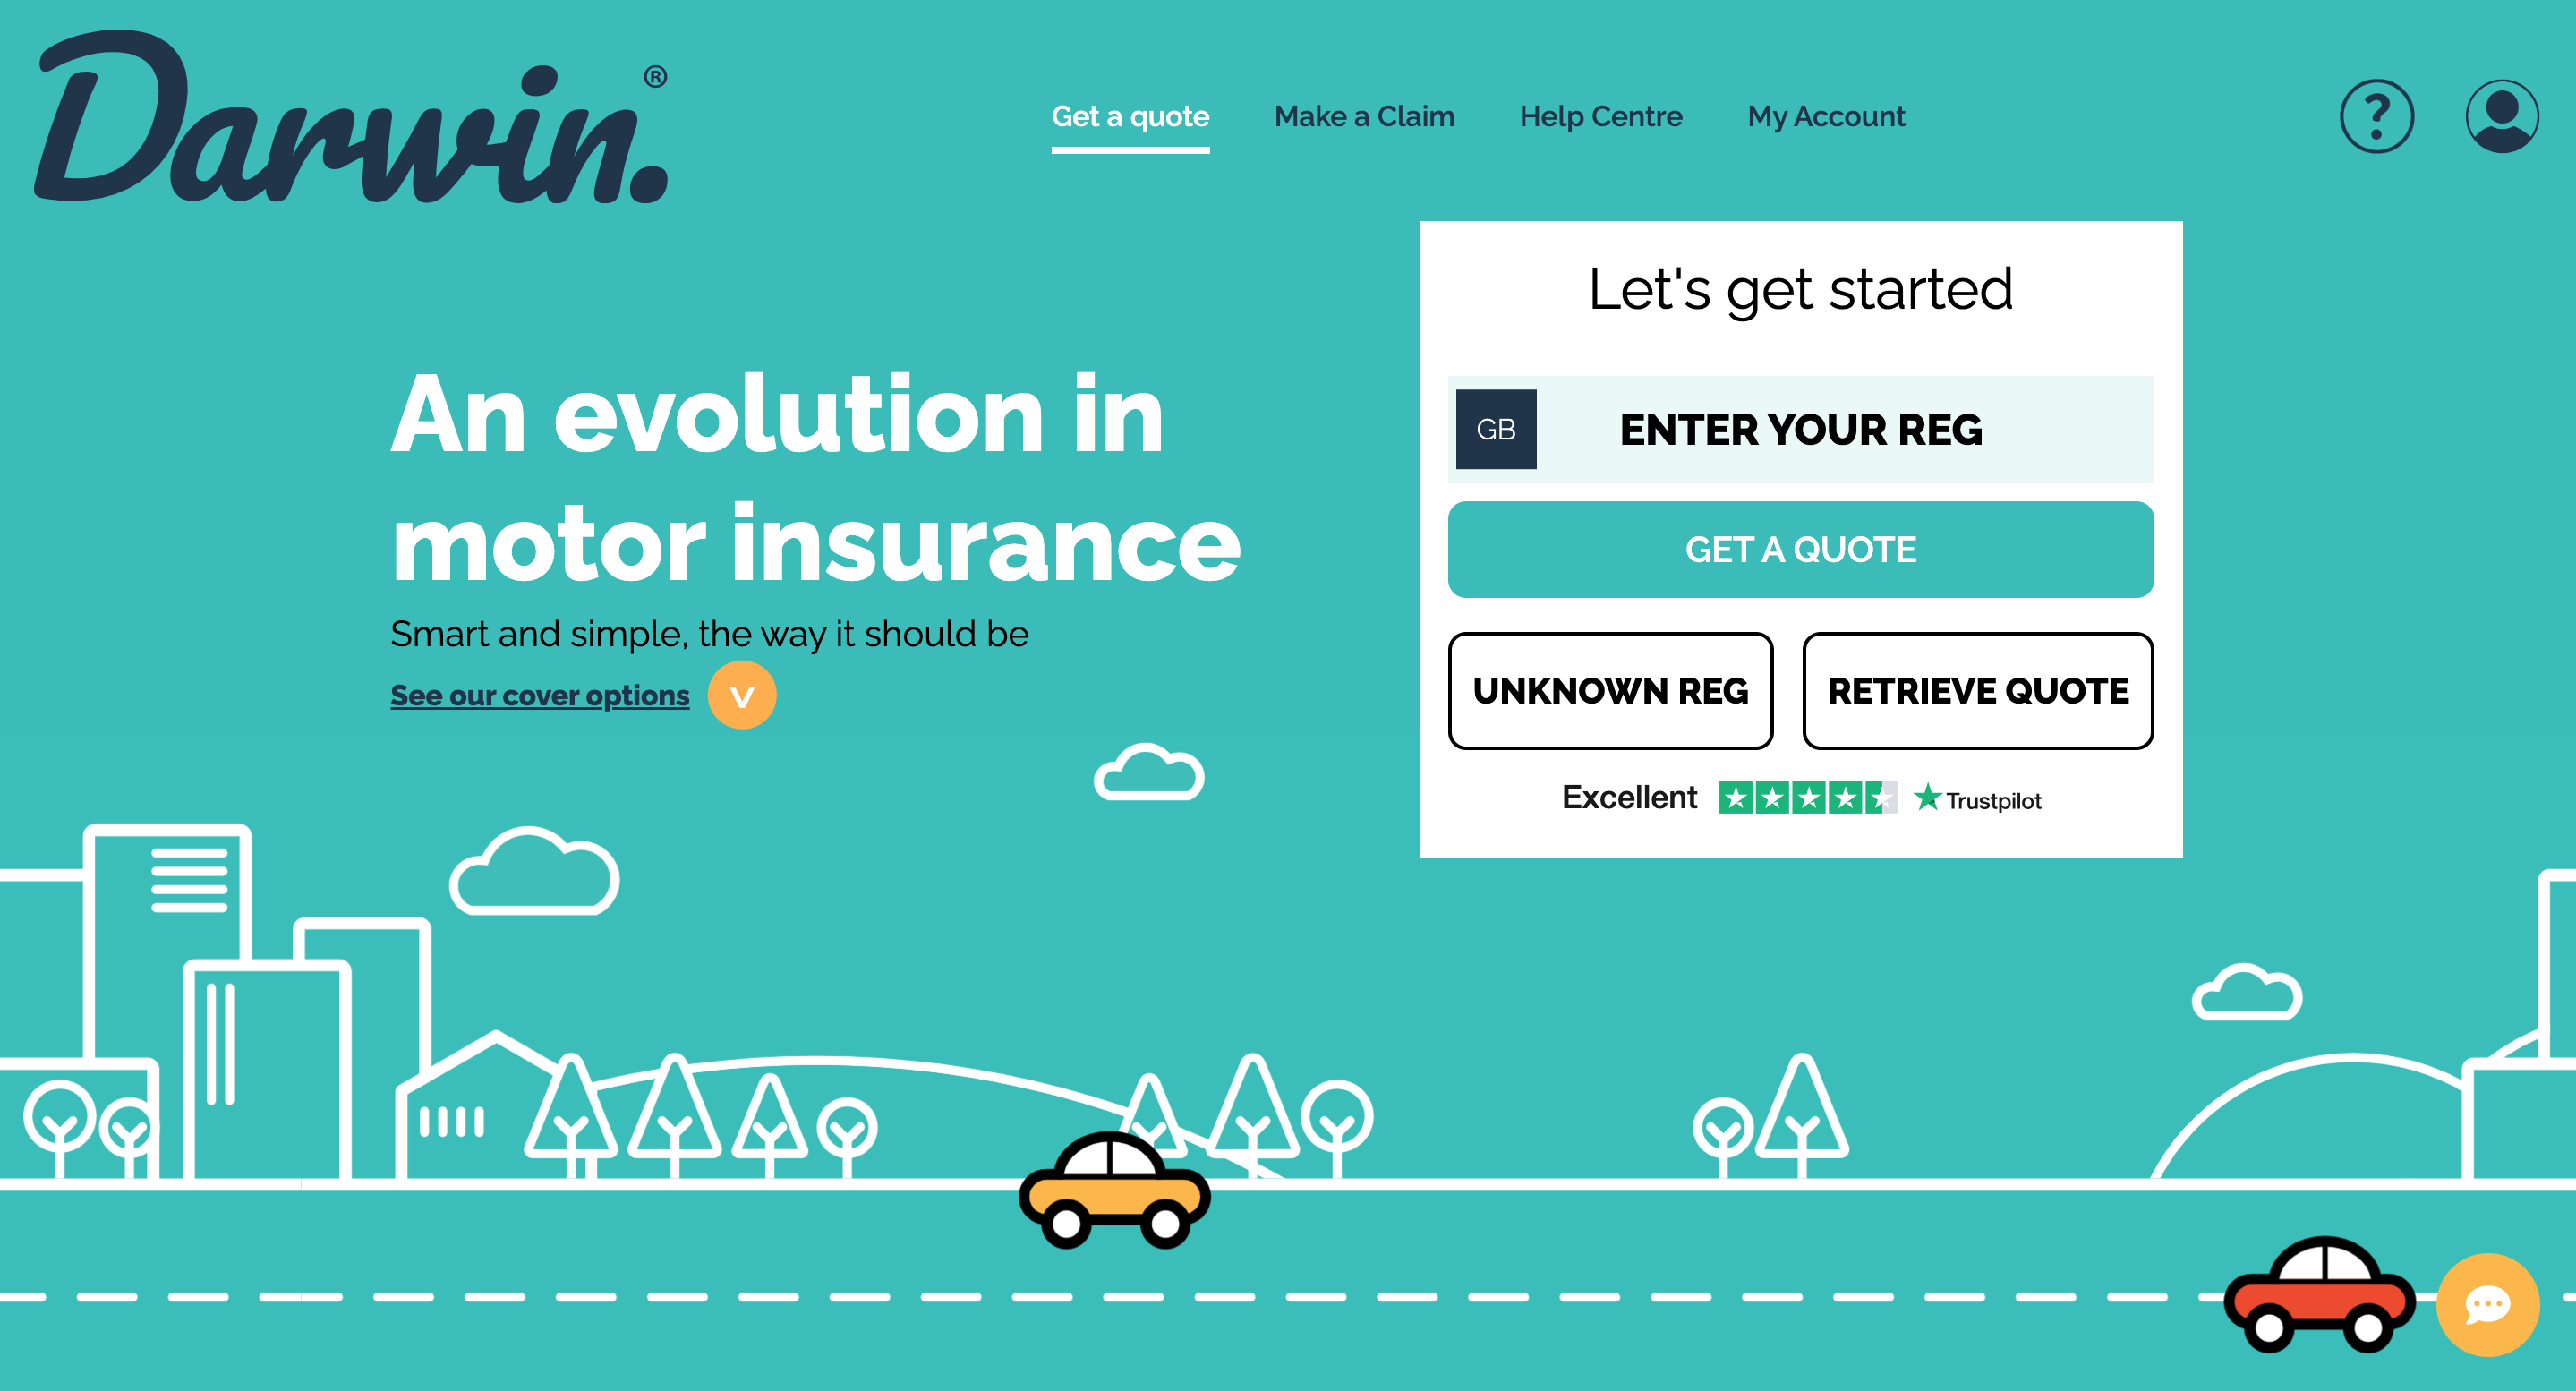 Darwin.®
Get a quote
Make a Claim
Help Centre
My Account
?
An evolution in
motor insurance
Smart and simple, the way it should be
See our cover options
Let's get started
GB
ENTER YOUR REG
GET A QUOTE
UNKNOWN REG
RETRIEVE QUOTE
Excellent
Trustpilot